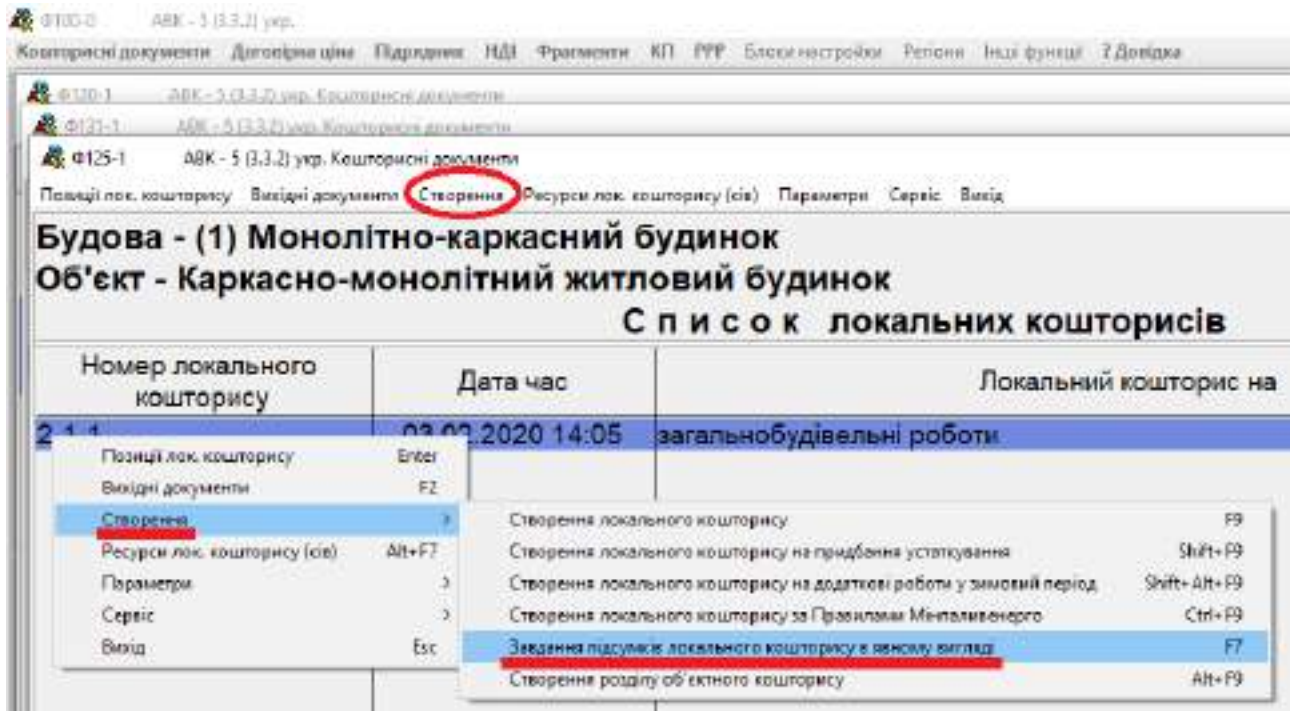 Ф100-0 АВК - 5 (3.3.2) укр.
Кошторисні документи Договірна ціна Підрядник НДІ Фрагменти КП РРР Блоки настройки Регіони Інші функції ? Довідка
Ф120-1 АВК - 5 (3.3.2) укр. Кошторисні документи
Ф131-1 АВК - 5 (3.3.2) укр. Кошторисні документи
Ф125-1 АВК - 5 (3.3.2) укр. Кошторисні документи
Позиції лок. кошторису Вихідні документи Створення Ресурси лок. кошторису (ів) Параметри Сервіс Вихід
Будова - (1) Монолітно-каркасний будинок
Об'єкт - Каркасно-монолітний житловий будинок
Список локальних кошторисів
Номер локального кошторису Дата час Локальний кошторис на
2-1-1 03.02.2020 14:05 загальнобудівельні роботи
Позиції лок. кошторису Enter
Вихідні документи F2
Створення
Ресурси лок. кошторису (ів) Alt+F7
Параметри
Сервіс
Вихід Esc
Створення локального кошторису F9
Створення локального кошторису на придбання устаткування Shift+F9
Створення локального кошторису на додаткові роботи у зимовий період Shift+Alt+F9
Створення локального кошторису за Правилами Мінпаливенерго Ctrl+F9
Завдання підсумків локального кошторису в явному вигляді F7
Створення розділу об'єктного кошторису Alt+F9